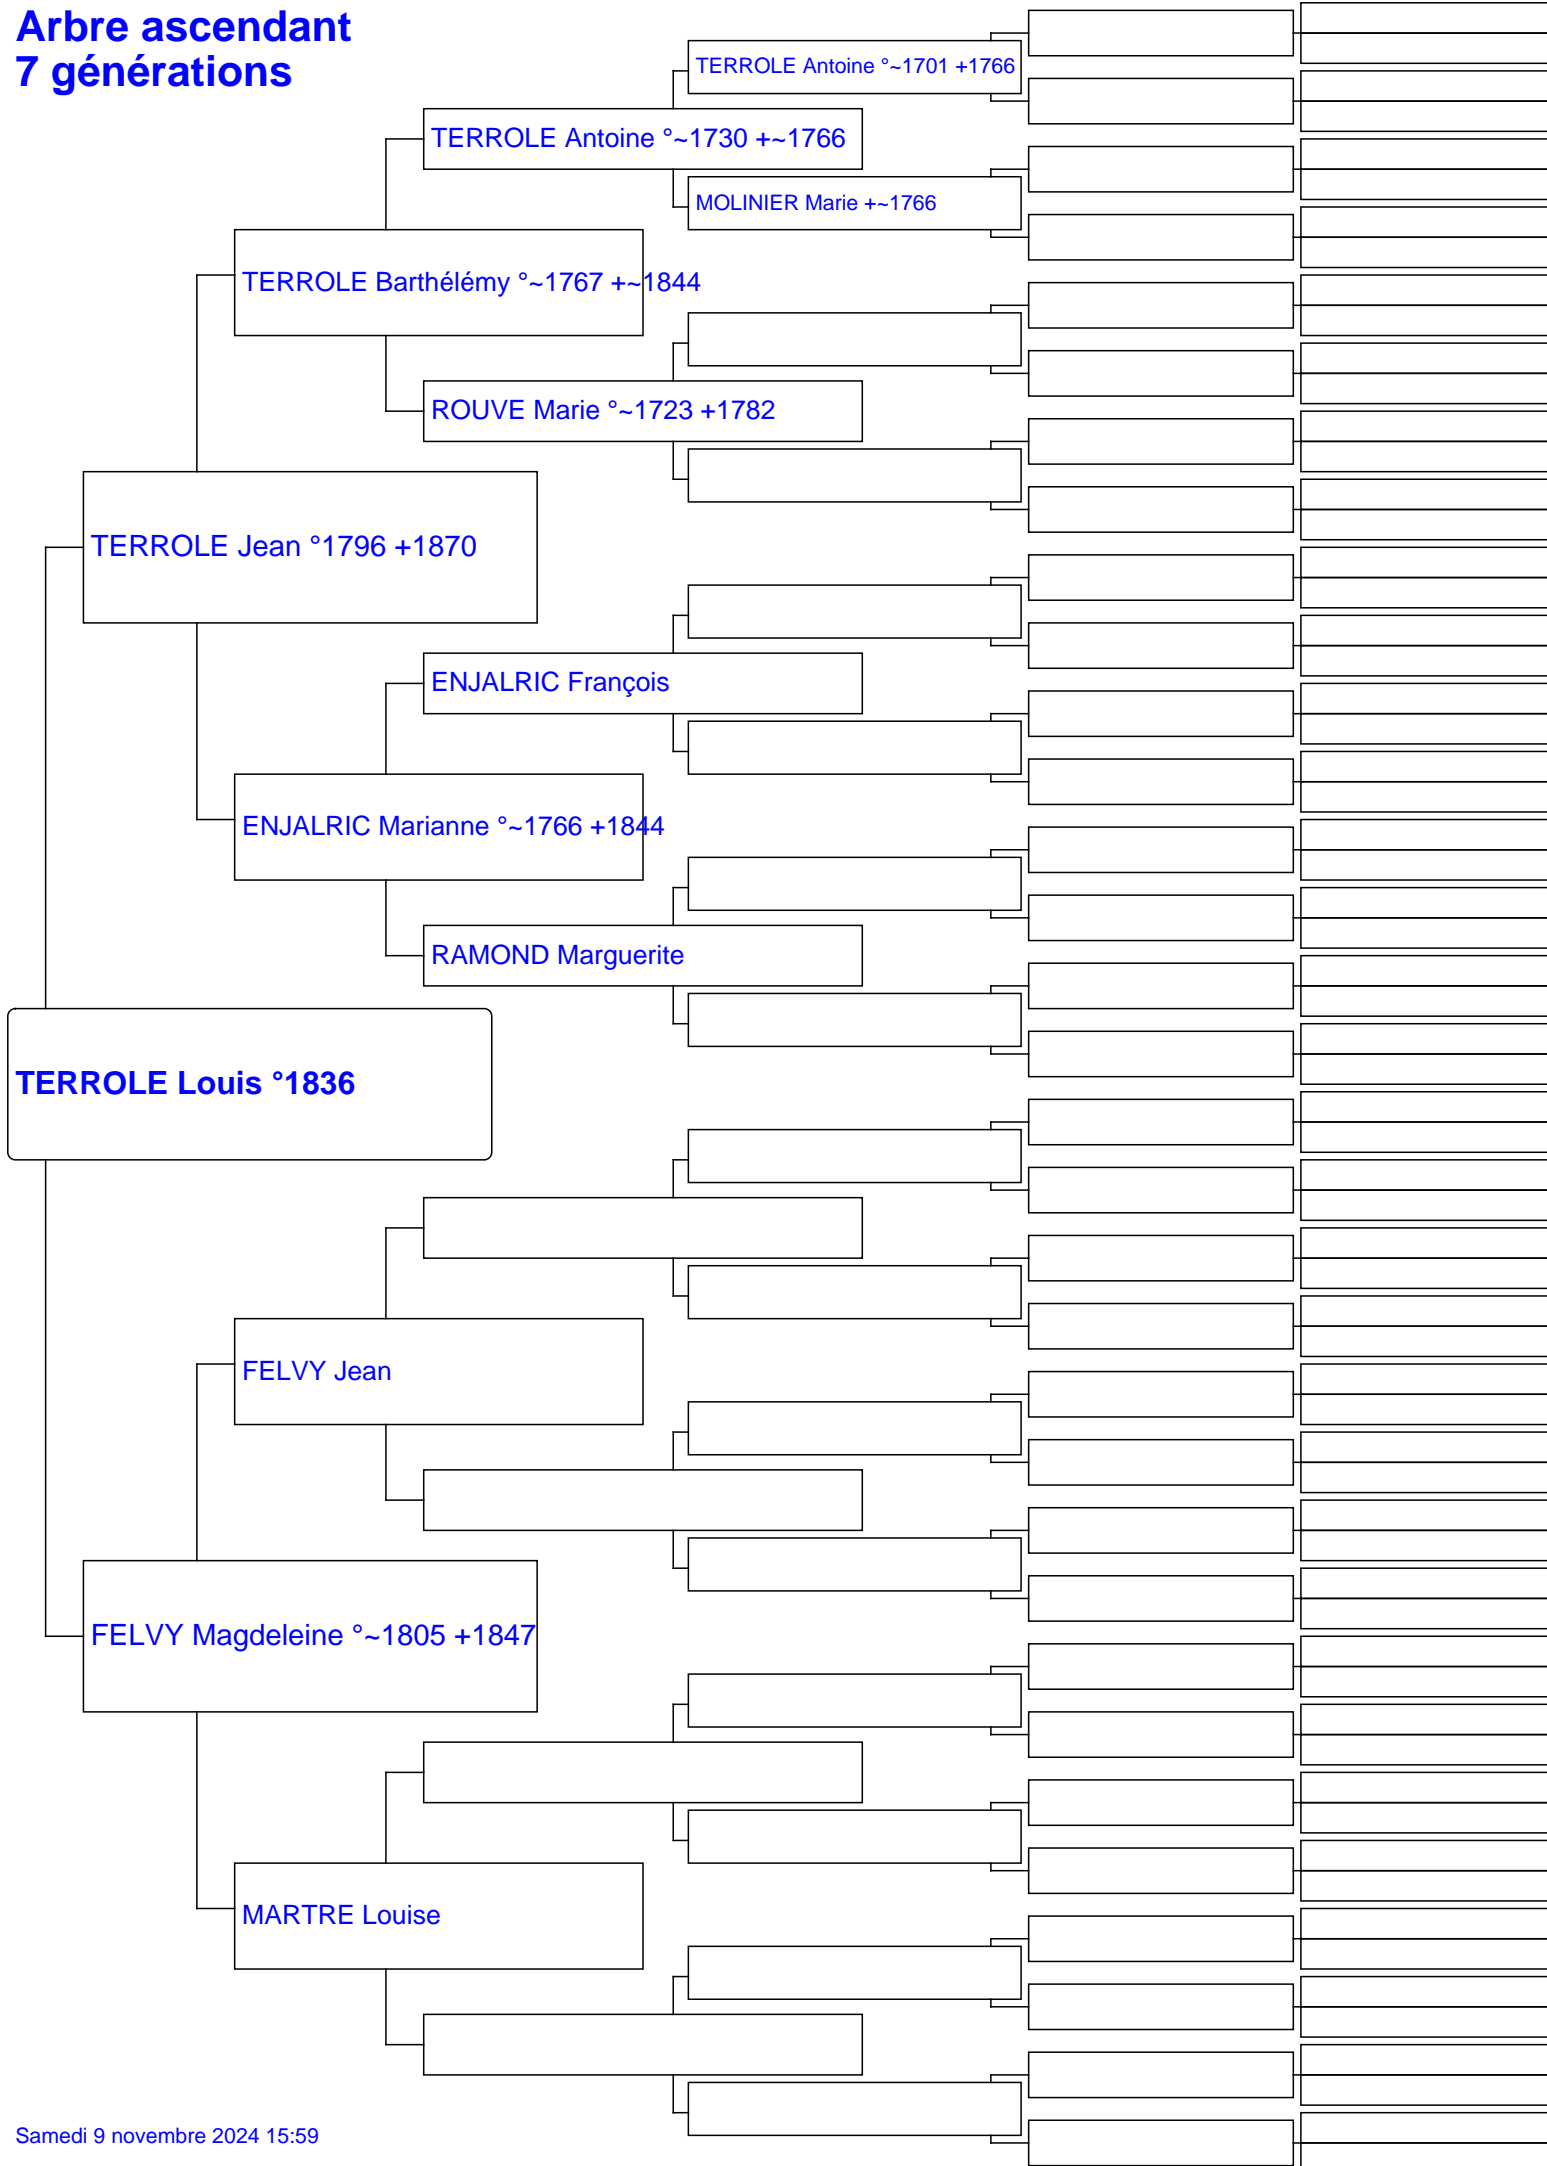 Arbre ascendant
7 générations
TERROLE Antoine °~1701 +1766
TERROLE Antoine °~1730 +~1766
MOLINIER Marie +~1766
TERROLE Barthélémy °~1767 +~1844
ROUVE Marie °~1723 +1782
TERROLE Jean °1796 +1870
ENJALRIC François
ENJALRIC Marianne °~1766 +1844
RAMOND Marguerite
TERROLE Louis °1836
FELVY Jean
FELVY Magdeleine °~1805 +1847
MARTRE Louise
Samedi 9 novembre 2024 15:59